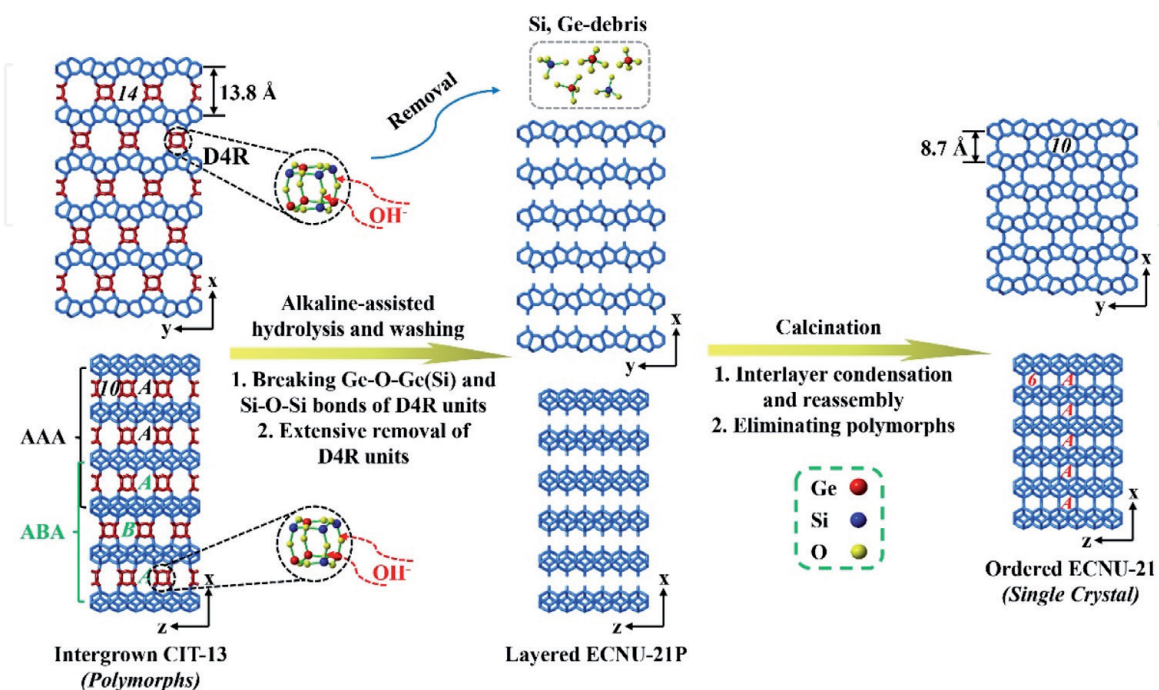 Si, Ge-debris
14
13.8 Å
D4R
OH-
Removal
x
y
8.7 Å
10
x
y
x
y
Alkaline-assisted
hydrolysis and washing
1. Breaking Ge-O-Ge(Si) and
Si-O-Si bonds of D4R units
2. Extensive removal of
D4R units
Calcination
1. Interlayer condensation
and reassembly
2. Eliminating polymorphs
AAA
ABA
10 A
A
A
B
A
x
z
OH-
x
z
Ge
Si
O
6 A
A
A
A
A
x
z
Intergrown CIT-13
(Polymorphs)
Layered ECNU-21P
Ordered ECNU-21
(Single Crystal)